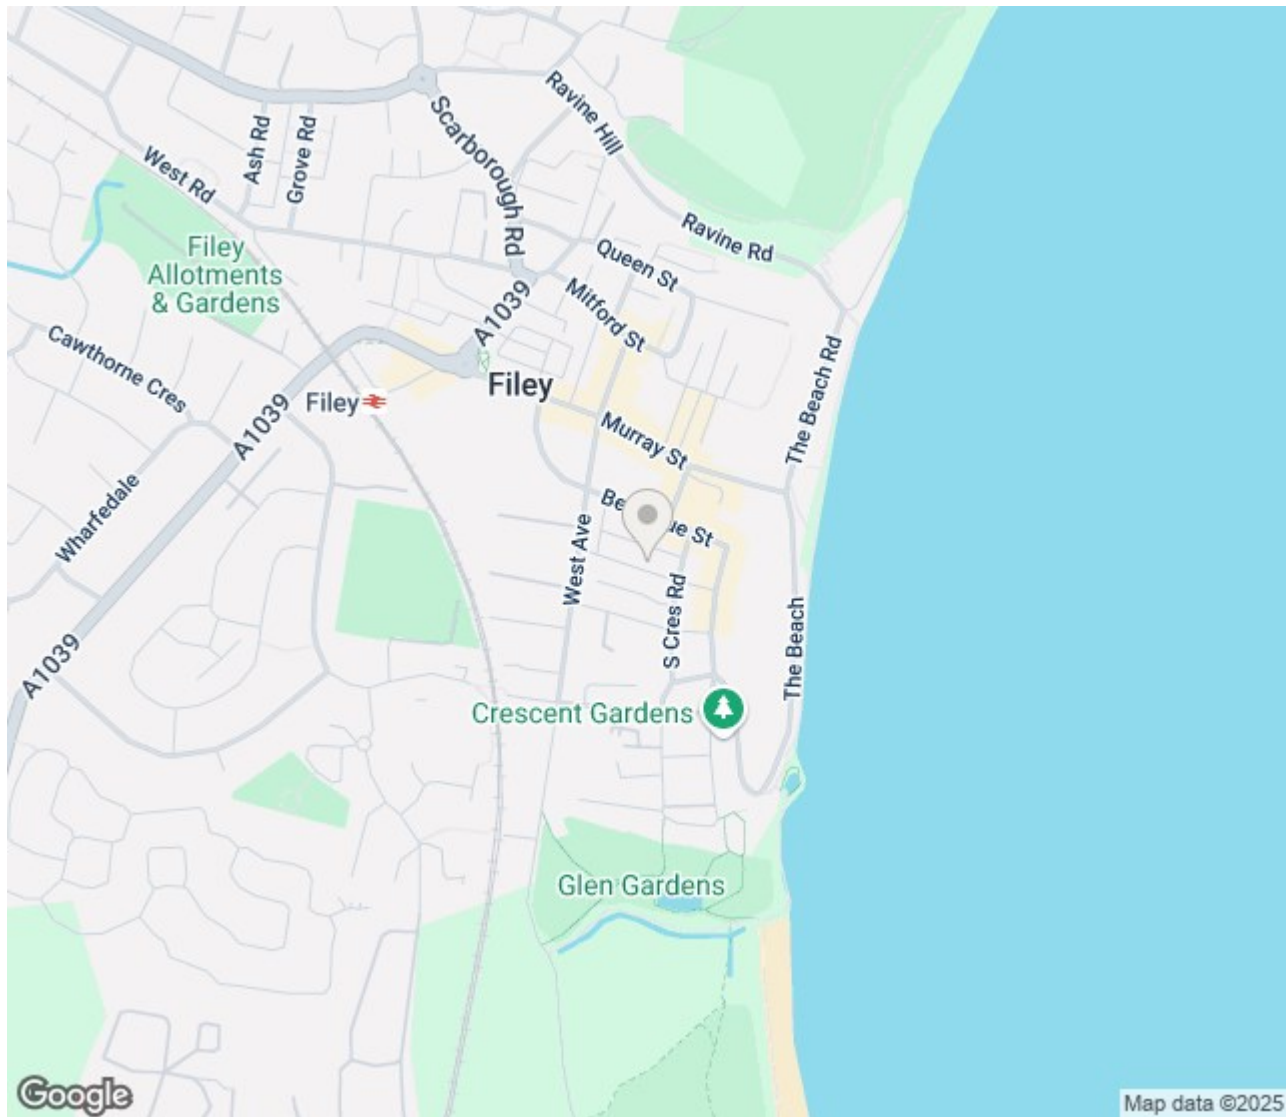 Ravine Hill
Scarborough Rd
Ash Rd
Grove Rd
West Rd
Ravine Rd
Queen St
Filey
Allotments
& Gardens
A1039
Mitford St
Cawthorne Cres
The Beach Rd
Filey
Filey
A1039
Murray St
Wharfedale
West Ave
S Cres Rd
The Beach
A1039
Crescent Gardens
Glen Gardens
Google
Map data ©2025